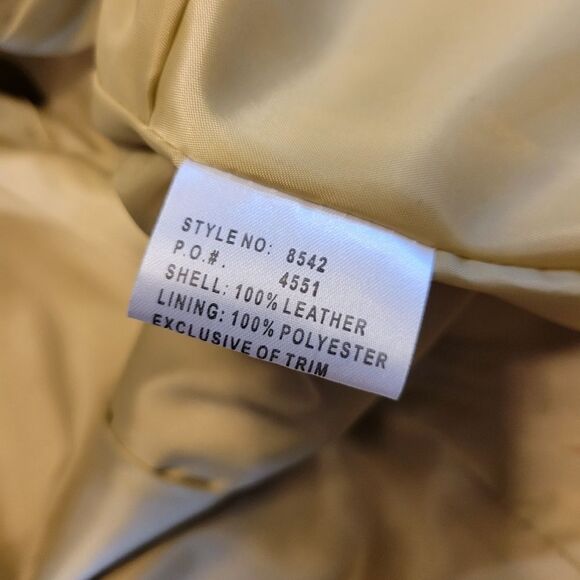 STYLE NO: 8542
P.O.#. 4551
SHELL: 100% LEATHER
LINING: 100% POLYESTER
EXCLUSIVE OF TRIM